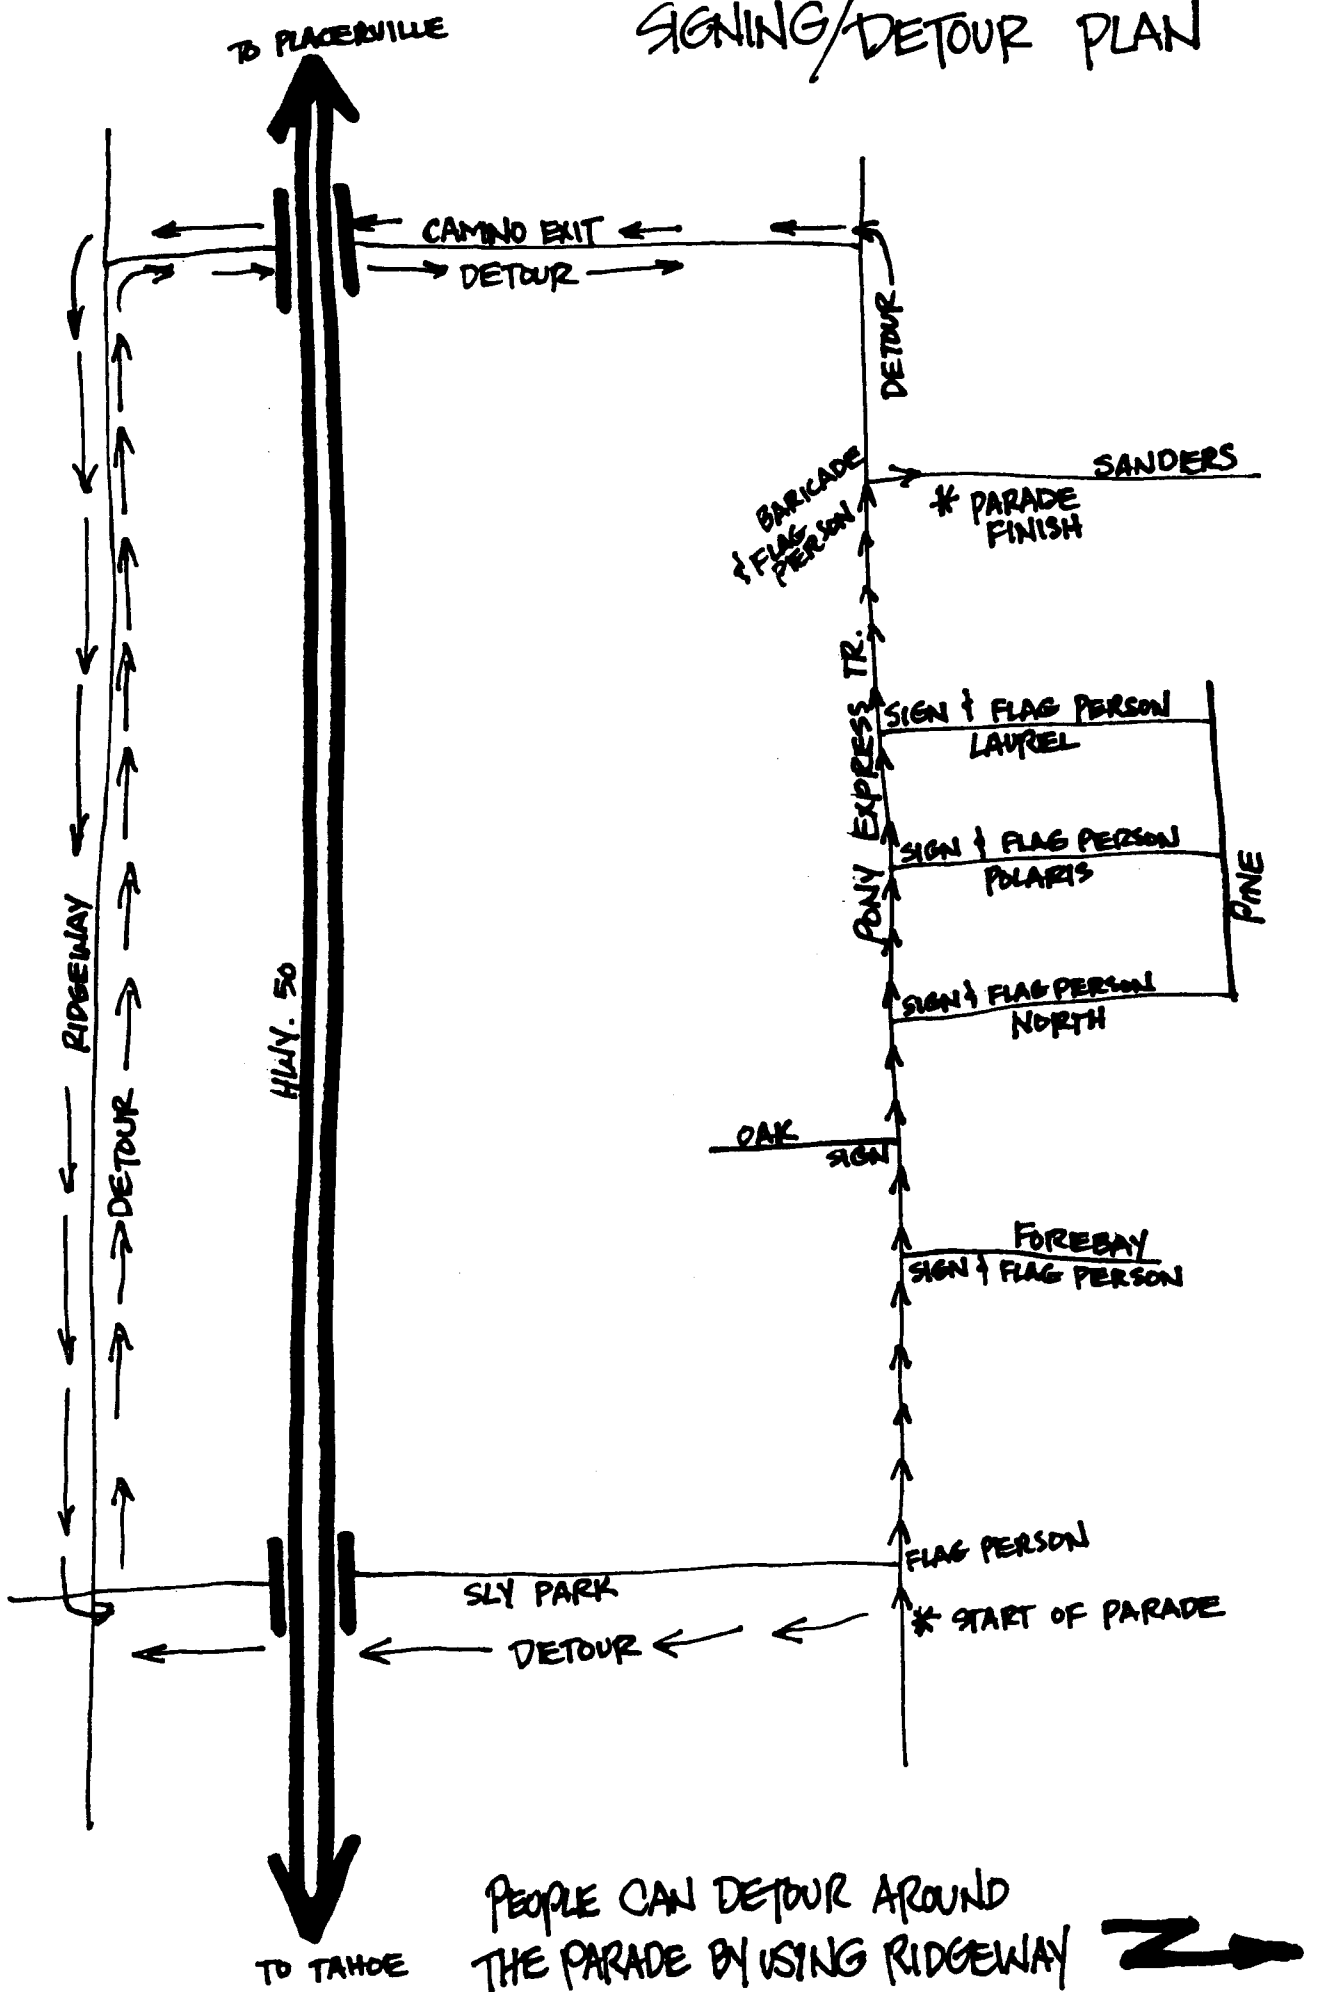 SIGNING/DETOUR PLAN
TO PLACERVILLE
CAMINO EXIT
DETOUR
DETOUR
SANDERS
* PARADE
FINISH
BARICADE
& FLAG
PERSON
PONY EXPRESS TR.
SIGN & FLAG PERSON
LAUREL
SIGN & FLAG PERSON
POLARIS
PINE
SIGN & FLAG PERSON
NORTH
RIDGEWAY
DETOUR
HWY. 50
OAK
SIGN
FOREBAY
SIGN & FLAG PERSON
FLAG PERSON
SLY PARK
* START OF PARADE
DETOUR
PEOPLE CAN DETOUR AROUND
THE PARADE BY USING RIDGEWAY
N
TO TAHOE